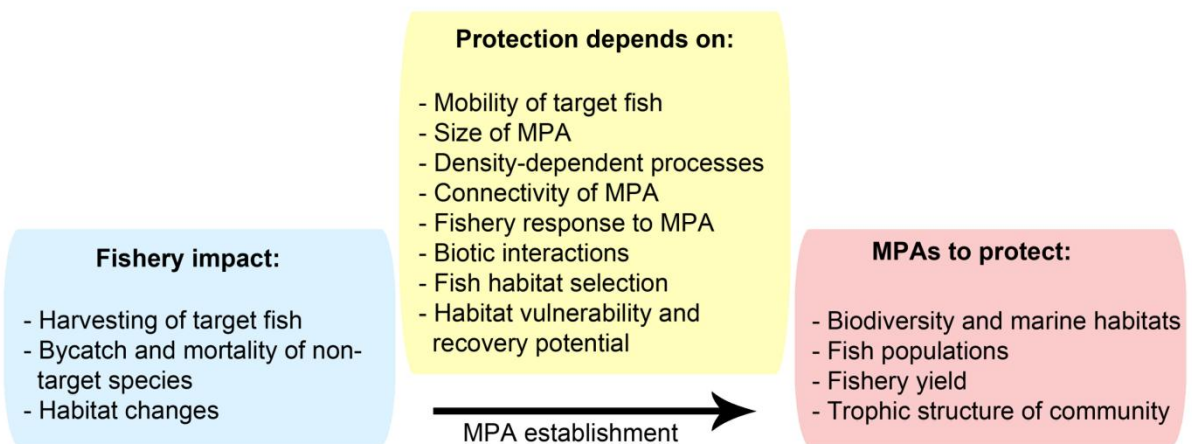 Protection depends on:
- Mobility of target fish
- Size of MPA
- Density-dependent processes
- Connectivity of MPA
- Fishery response to MPA
- Biotic interactions
- Fish habitat selection
- Habitat vulnerability and
recovery potential
Fishery impact:
- Harvesting of target fish
- Bycatch and mortality of non-
target species
- Habitat changes
MPAs to protect:
- Biodiversity and marine habitats
- Fish populations
- Fishery yield
- Trophic structure of community
MPA establishment